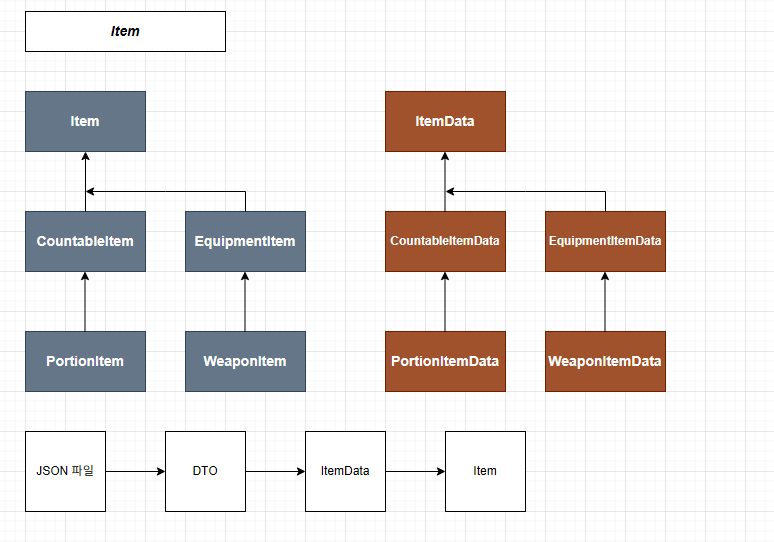 Item
Item
ItemData
CountableItem
EquipmentItem
CountableItemData
EquipmentItemData
PortionItem
WeaponItem
PortionItemData
WeaponItemData
JSON 파일
DTO
ItemData
Item